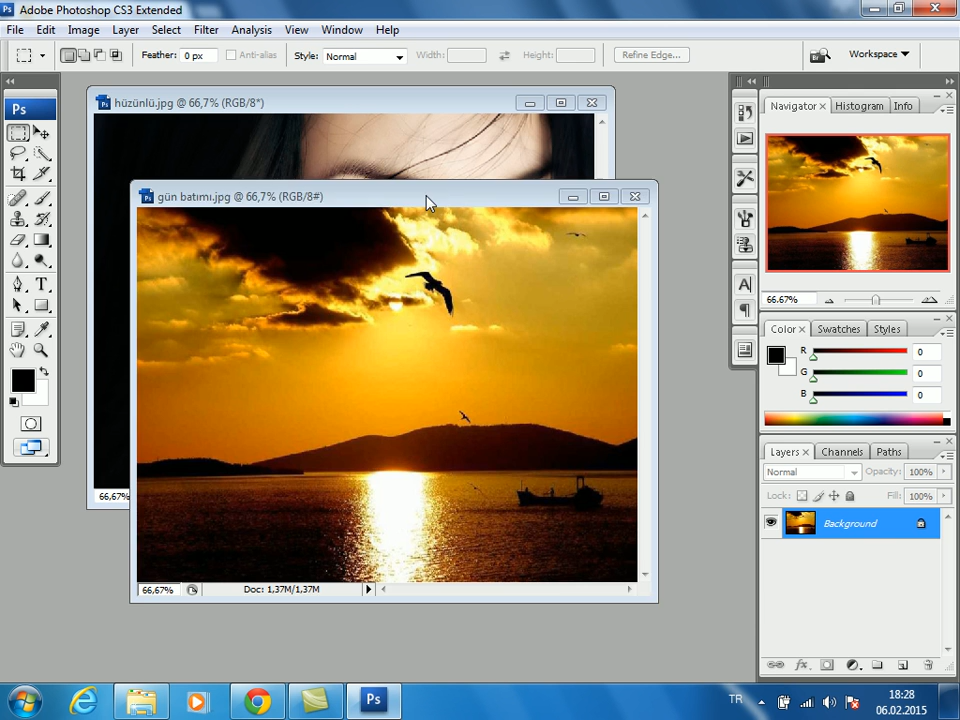 Ps Adobe Photoshop CS3 Extended
File Edit Image Layer Select Filter Analysis View Window Help
Feather: 0 px Anti-alias Style: Normal Width: Height: Refine Edge... Br Workspace
Ps
hüzünlü.jpg @ 66,7% (RGB/8*)
Navigator Histogram Info
gün batımı.jpg @ 66,7% (RGB/8#)
66.67%
Color Swatches Styles
R 0
G 0
B 0
Layers Channels Paths
Normal Opacity: 100%
Lock: Fill: 100%
Background
66,67%
66,67% Doc: 1,37M/1,37M
Ps
TR
18:28
06.02.2015